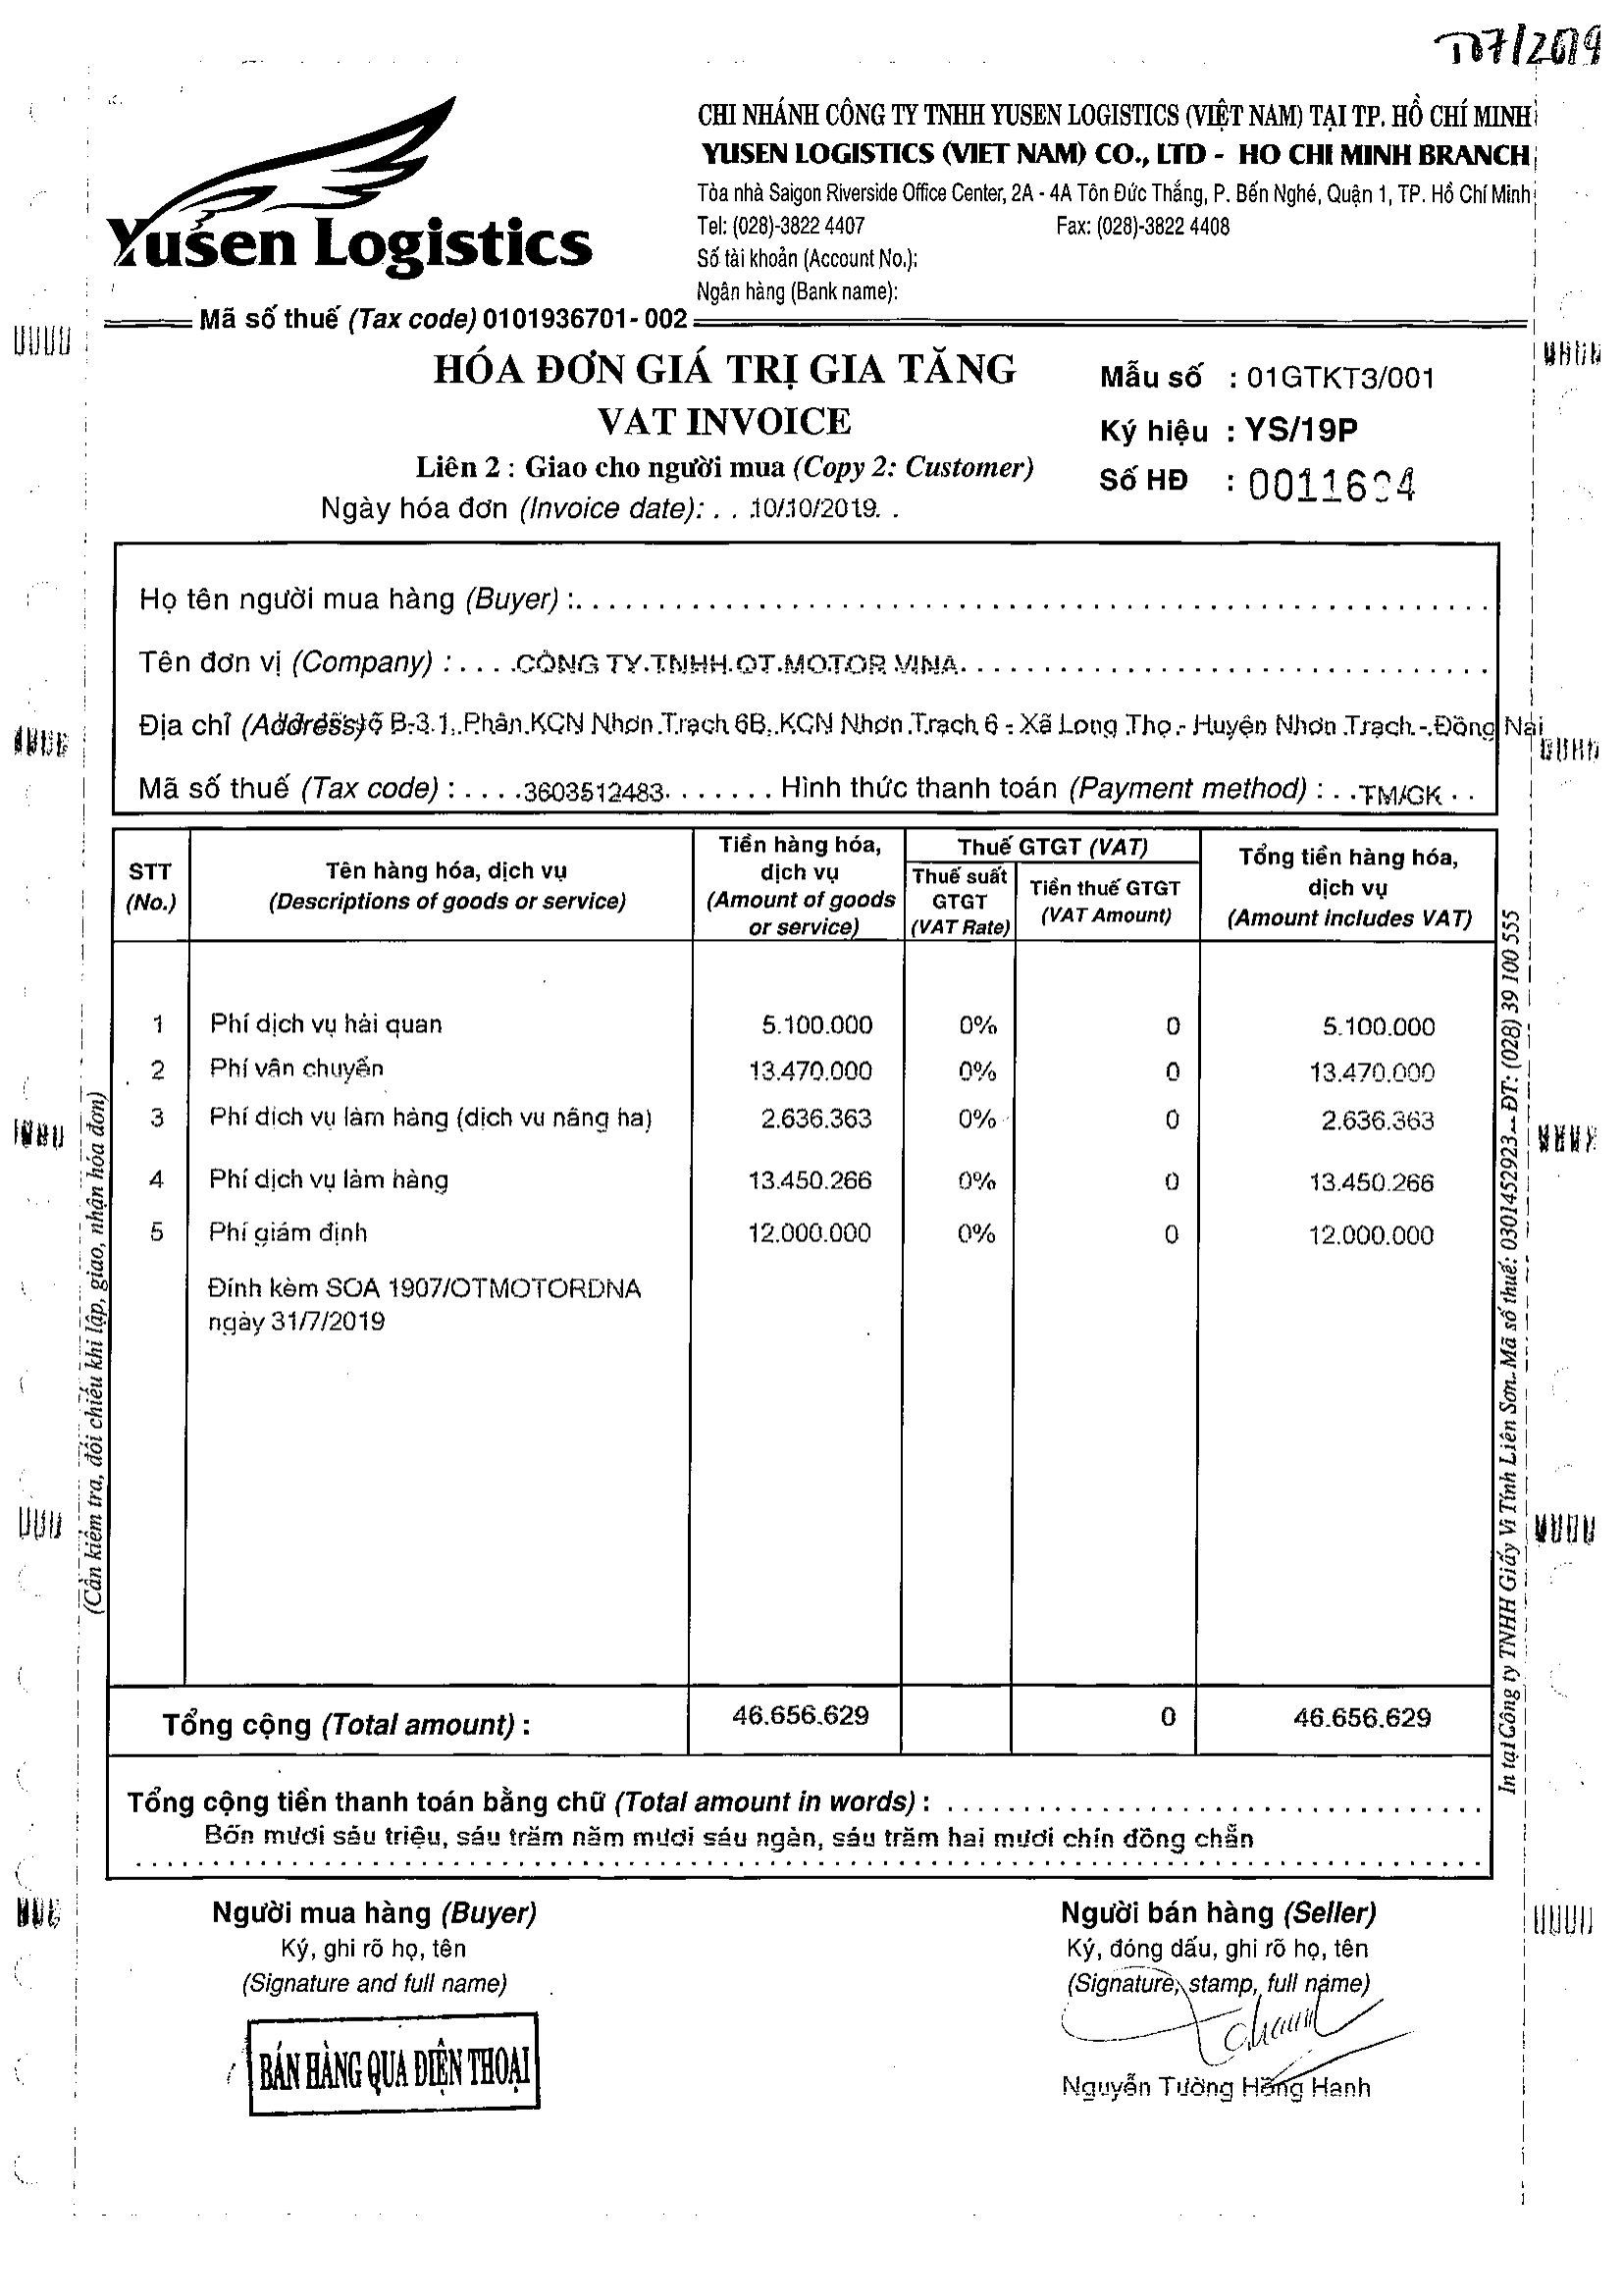 T07/2019
Yusen Logistics
CHI NHÁNH CÔNG TY TNHH YUSEN LOGISTICS (VIỆT NAM) TẠI TP. HỒ CHÍ MINH
YUSEN LOGISTICS (VIET NAM) CO., LTD - HO CHI MINH BRANCH
Tòa nhà Saigon Riverside Office Center, 2A - 4A Tôn Đức Thắng, P. Bến Nghé, Quận 1, TP. Hồ Chí Minh
Tel: (028)-3822 4407 Fax: (028)-3822 4408
Số tài khoản (Account No.):
Ngân hàng (Bank name):
Mã số thuế (Tax code) 0101936701- 002
HÓA ĐƠN GIÁ TRỊ GIA TĂNG
VAT INVOICE
Liên 2 : Giao cho người mua (Copy 2: Customer)
Ngày hóa đơn (Invoice date): 10/10/2019
Mẫu số : 01GTKT3/001
Ký hiệu : YS/19P
Số HĐ :
Họ tên người mua hàng (Buyer) :
Tên đơn vị (Company) : CÔNG TY TNHH OT MOTOR VINA
Địa chỉ (Address) B-3.1, Phân KCN Nhơn Trạch 6B, KCN Nhơn Trạch 6 - Xã Long Thọ - Huyện Nhơn Trạch - Đồng Nai
Mã số thuế (Tax code) : 3603512483 Hình thức thanh toán (Payment method) : TM/CK
STT (No.)
Tên hàng hóa, dịch vụ (Descriptions of goods or service)
Tiền hàng hóa, dịch vụ (Amount of goods or service)
Thuế GTGT (VAT)
Thuế suất GTGT (VAT Rate)
Tiền thuế GTGT (VAT Amount)
Tổng tiền hàng hóa, dịch vụ (Amount includes VAT)
1 Phí dịch vụ hải quan 5.100.000 0% 0 5.100.000
2 Phí vân chuyển 13.470.000 0% 0 13.470.000
3 Phí dịch vụ làm hàng (dịch vu nâng ha) 2.636.363 0% 0 2.636.363
4 Phí dịch vụ làm hàng 13.450.266 0% 0 13.450.266
5 Phí giám định 12.000.000 0% 0 12.000.000
Đính kèm SOA 1907/OTMOTORDNA
ngày 31/7/2019
Tổng cộng (Total amount) : 46.656.629 0 46.656.629
Tổng cộng tiền thanh toán bằng chữ (Total amount in words) :
Bốn mươi sáu triệu, sáu trăm năm mươi sáu ngàn, sáu trăm hai mươi chín đồng chẵn
Người mua hàng (Buyer)
Ký, ghi rõ họ, tên
(Signature and full name)
BÁN HÀNG QUA ĐIỆN THOẠI
Người bán hàng (Seller)
Ký, đóng dấu, ghi rõ họ, tên
(Signature, stamp, full name)
Nguyễn Tường Hồng Hạnh
(Cần kiểm tra, đối chiếu khi lập, giao, nhận hóa đơn)
In tại Công ty TNHH Giấy Vi Tính Liên Sơn. Mã số thuế: 0301452923 - ĐT: (028) 39 100 555